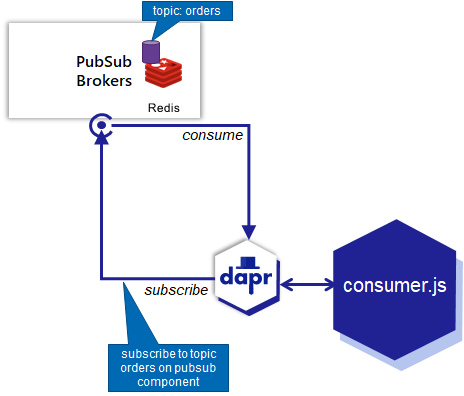 topic: orders
PubSub
Brokers
Redis
consume
dapr
consumer.js
subscribe
subscribe to topic
orders on pubsub
component